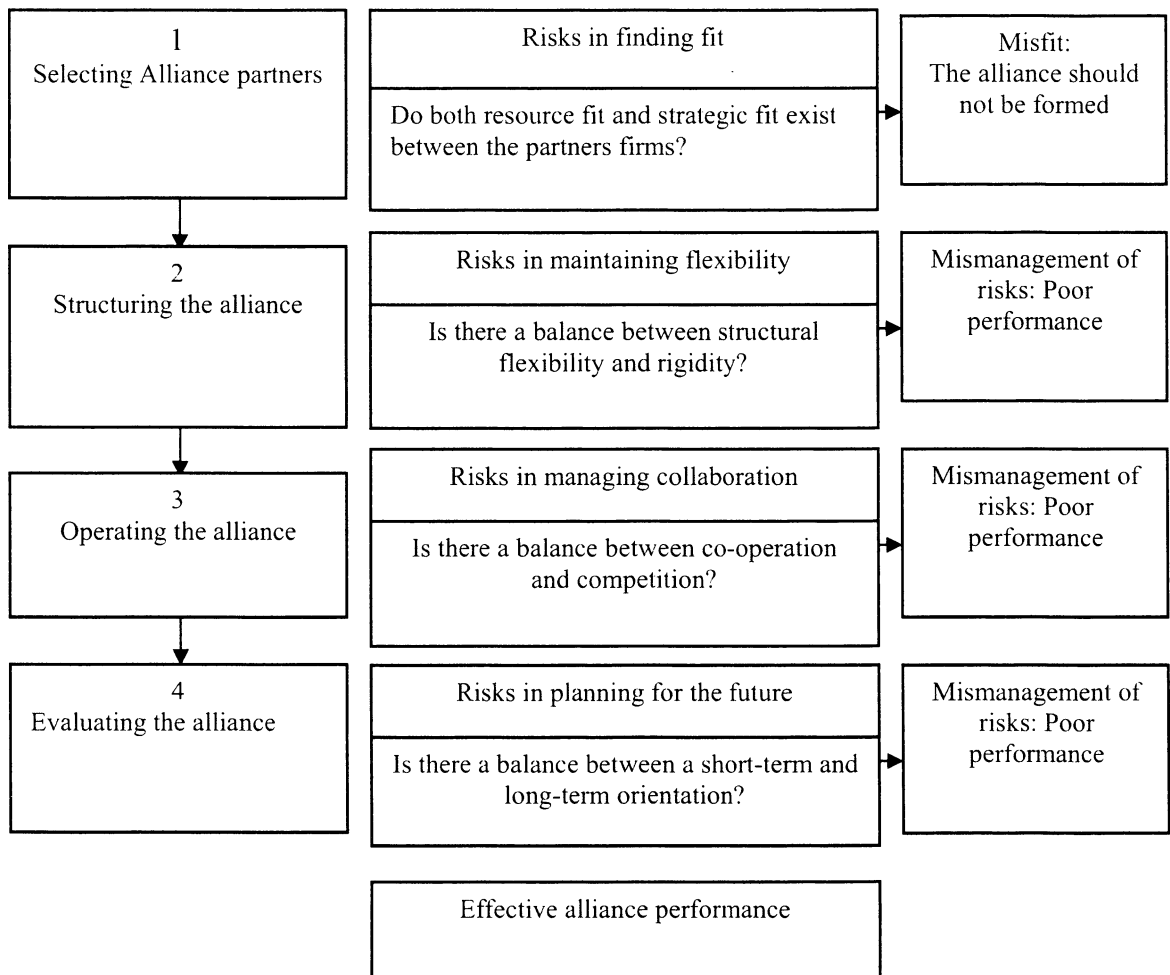 1
Selecting Alliance partners
Risks in finding fit
Do both resource fit and strategic fit exist
between the partners firms?
Misfit:
The alliance should
not be formed
2
Structuring the alliance
Risks in maintaining flexibility
Is there a balance between structural
flexibility and rigidity?
Mismanagement of
risks: Poor
performance
3
Operating the alliance
Risks in managing collaboration
Is there a balance between co-operation
and competition?
Mismanagement of
risks: Poor
performance
4
Evaluating the alliance
Risks in planning for the future
Is there a balance between a short-term and
long-term orientation?
Mismanagement of
risks: Poor
performance
Effective alliance performance